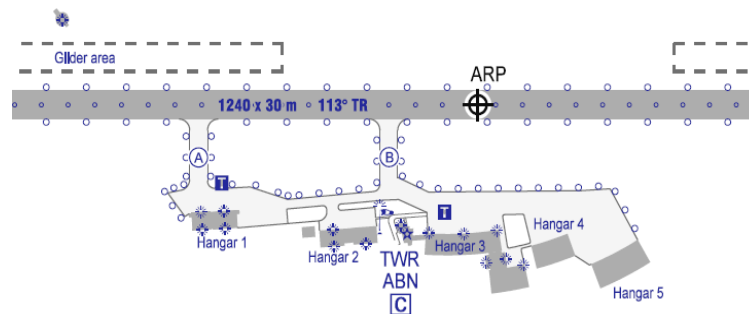 Glider area
ARP
1240 x 30 m 113° TR
A
B
T
T
Hangar 1
Hangar 2
Hangar 3
Hangar 4
TWR
ABN
C
Hangar 5